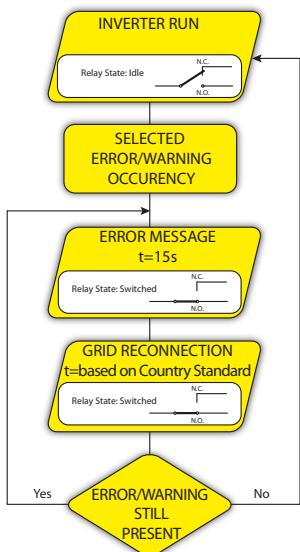 INVERTER RUN
N.C.
Relay State: Idle
N.O.
SELECTED
ERROR/WARNING
OCCURENCY
ERROR MESSAGE
t=15s
N.C.
Relay State: Switched
N.O.
GRID RECONNECTION
t=based on Country Standard
N.C.
Relay State: Switched
N.O.
Yes
ERROR/WARNING
No
STILL
PRESENT